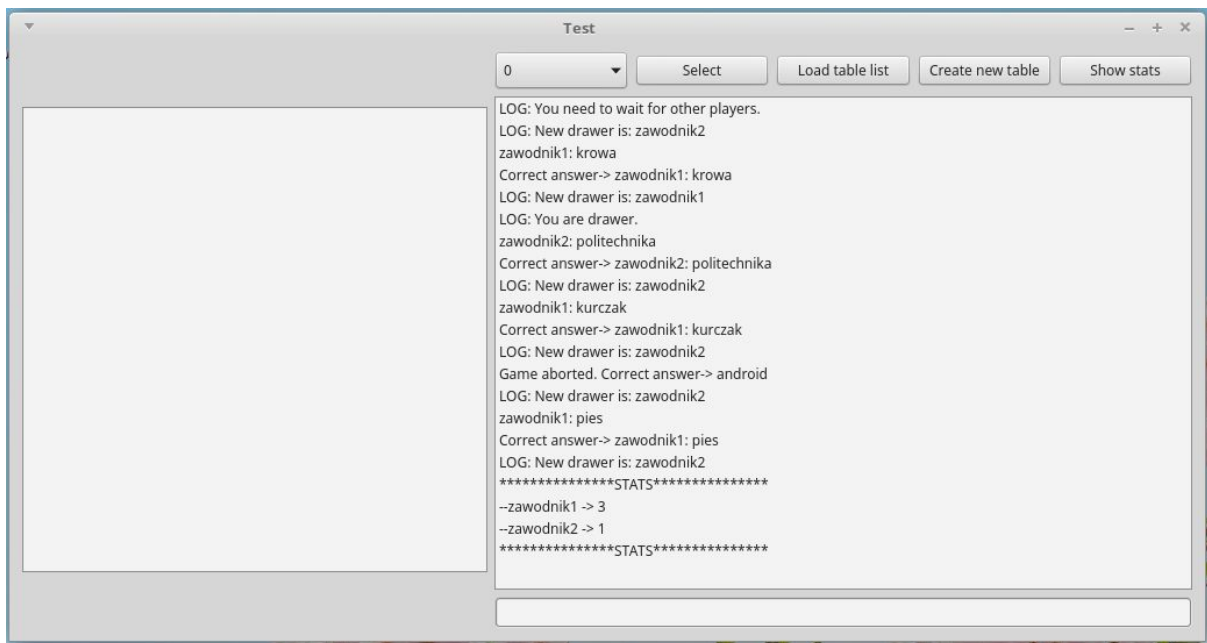 Test
0
Select
Load table list
Create new table
Show stats
LOG: You need to wait for other players.
LOG: New drawer is: zawodnik2
zawodnik1: krowa
Correct answer-> zawodnik1: krowa
LOG: New drawer is: zawodnik1
LOG: You are drawer.
zawodnik2: politechnika
Correct answer-> zawodnik2: politechnika
LOG: New drawer is: zawodnik2
zawodnik1: kurczak
Correct answer-> zawodnik1: kurczak
LOG: New drawer is: zawodnik2
Game aborted. Correct answer-> android
LOG: New drawer is: zawodnik2
zawodnik1: pies
Correct answer-> zawodnik1: pies
LOG: New drawer is: zawodnik2
***************STATS***************
--zawodnik1 -> 3
--zawodnik2 -> 1
***************STATS***************